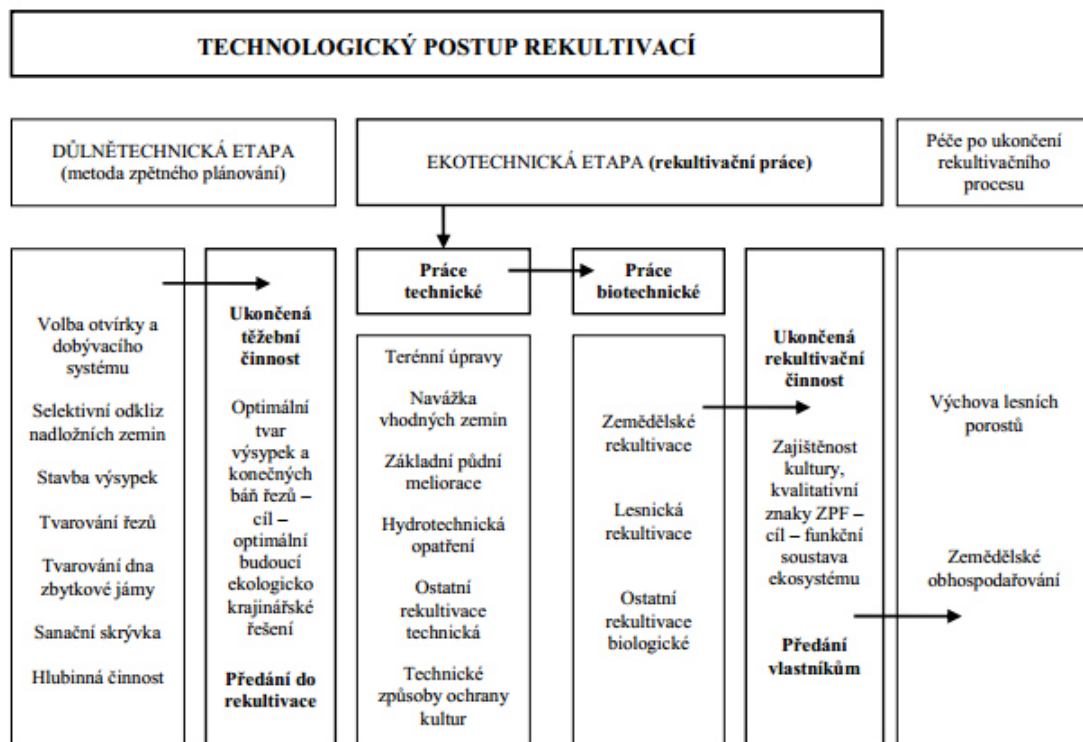 TECHNOLOGICKÝ POSTUP REKULTIVACÍ
DŮLNĚTECHNICKÁ ETAPA
(metoda zpětného plánování)
EKOTECHNICKÁ ETAPA (rekultivační práce)
Péče po ukončení
rekultivačního
procesu
Volba otvírky a
dobývacího
systému
Selektivní odkliz
nadložních zemin
Stavba výsypek
Tvarování řezů
Tvarování dna
zbytkové jámy
Sanační skrývka
Hlubinná činnost
Ukončená
těžební
činnost
Optimální
tvar
výsypek a
konečných
báň řezů –
cíl –
optimální
budoucí
ekologicko
krajinářské
řešení
Předání do
rekultivace
Práce
technické
Terénní úpravy
Navážka
vhodných zemin
Základní půdní
meliorace
Hydrotechnická
opatření
Ostatní
rekultivace
technická
Technické
způsoby ochrany
kultur
Práce
biotechnické
Zemědělské
rekultivace
Lesnická
rekultivace
Ostatní
rekultivace
biologické
Ukončená
rekultivační
činnost
Zajištěnost
kultury,
kvalitativní
znaky ZPF –
cíl – funkční
soustava
ekosystému
Předání
vlastníkům
Výchova lesních
porostů
Zemědělské
obhospodařování